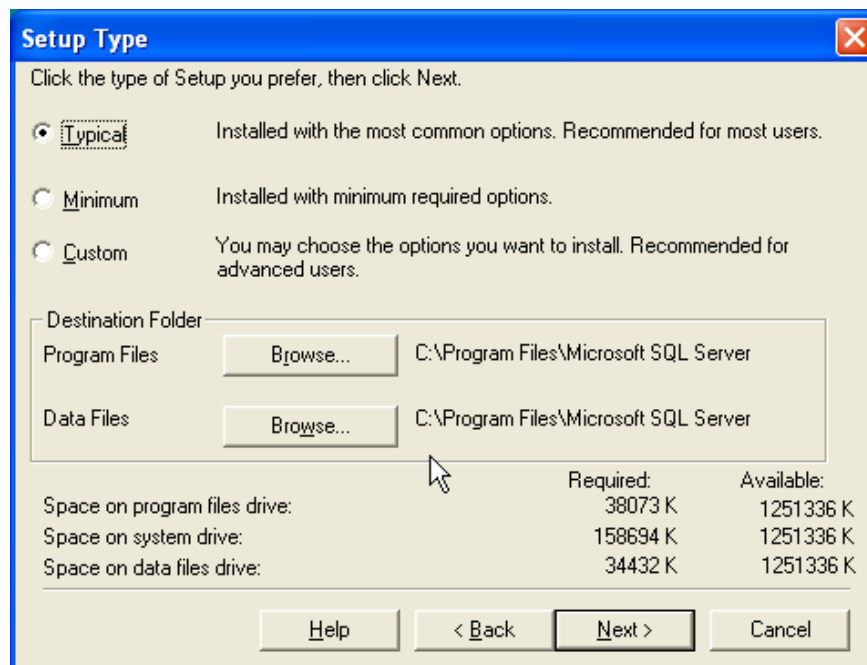 Setup Type
Click the type of Setup you prefer, then click Next.
Typical Installed with the most common options. Recommended for most users.
Minimum Installed with minimum required options.
Custom You may choose the options you want to install. Recommended for
advanced users.
Destination Folder
Program Files Browse... C:\Program Files\Microsoft SQL Server
Data Files Browse... C:\Program Files\Microsoft SQL Server
Required: Available:
Space on program files drive: 38073 K 1251336 K
Space on system drive: 158694 K 1251336 K
Space on data files drive: 34432 K 1251336 K
Help < Back Next > Cancel